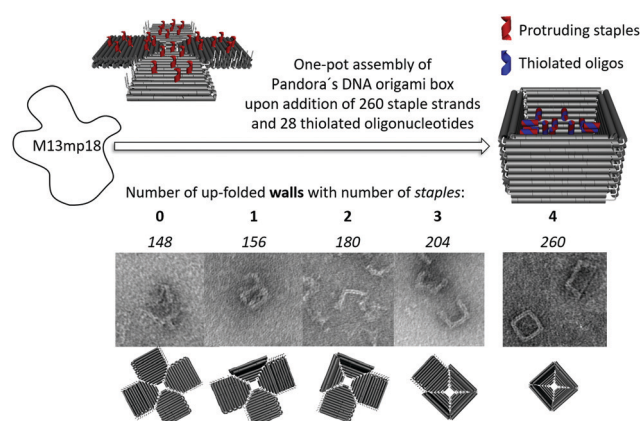 Protruding staples
Thiolated oligos
One-pot assembly of
Pandora´s DNA origami box
upon addition of 260 staple strands
and 28 thiolated oligonucleotides
M13mp18
Number of up-folded walls with number of staples:
0 1 2 3 4
148 156 180 204 260